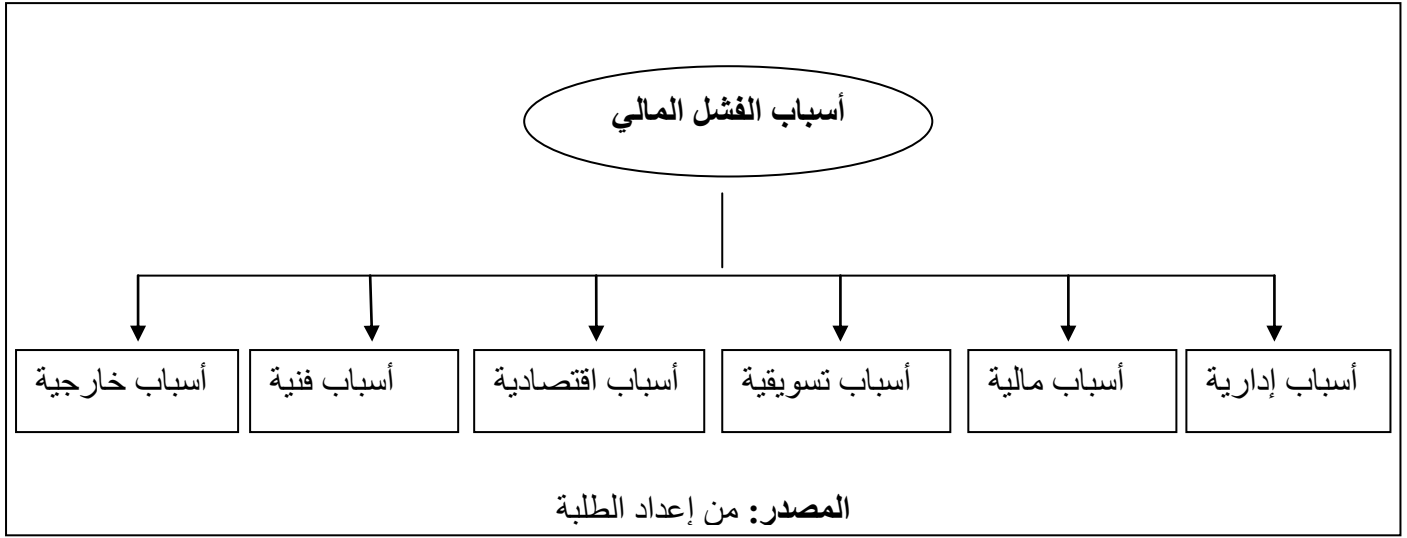 أسباب الفشل المالي
أسباب إدارية
أسباب مالية
أسباب تسويقية
أسباب اقتصادية
أسباب فنية
أسباب خارجية
المصدر: من إعداد الطلبة